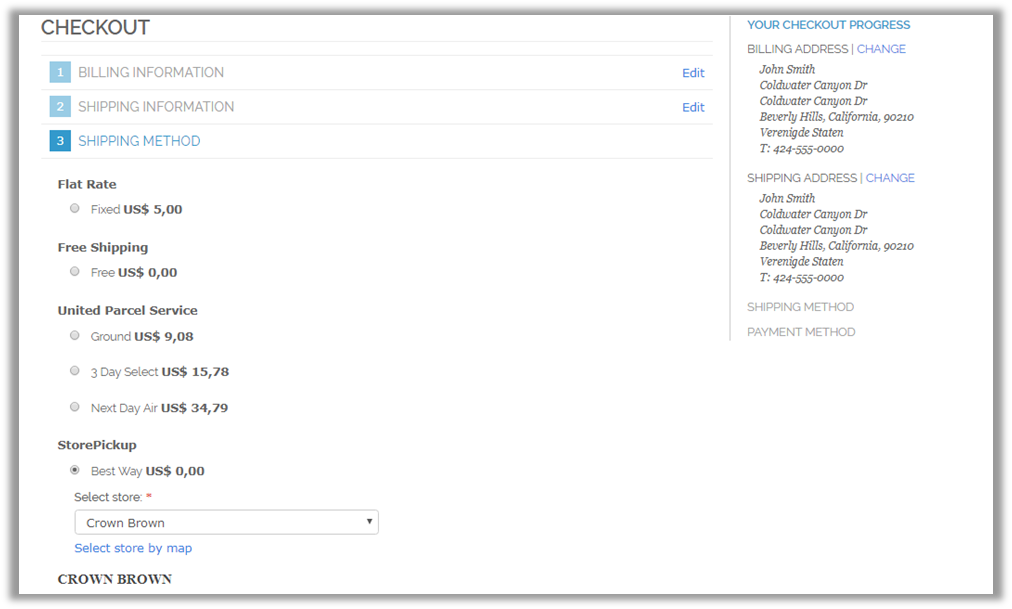 CHECKOUT
1 BILLING INFORMATION Edit
2 SHIPPING INFORMATION Edit
3 SHIPPING METHOD
Flat Rate
Fixed US$ 5,00
Free Shipping
Free US$ 0,00
United Parcel Service
Ground US$ 9,08
3 Day Select US$ 15,78
Next Day Air US$ 34,79
StorePickup
Best Way US$ 0,00
Select store: *
Crown Brown
Select store by map
CROWN BROWN
YOUR CHECKOUT PROGRESS
BILLING ADDRESS | CHANGE
John Smith
Coldwater Canyon Dr
Coldwater Canyon Dr
Beverly Hills, California, 90210
Verenigde Staten
T: 424-555-0000
SHIPPING ADDRESS | CHANGE
John Smith
Coldwater Canyon Dr
Coldwater Canyon Dr
Beverly Hills, California, 90210
Verenigde Staten
T: 424-555-0000
SHIPPING METHOD
PAYMENT METHOD